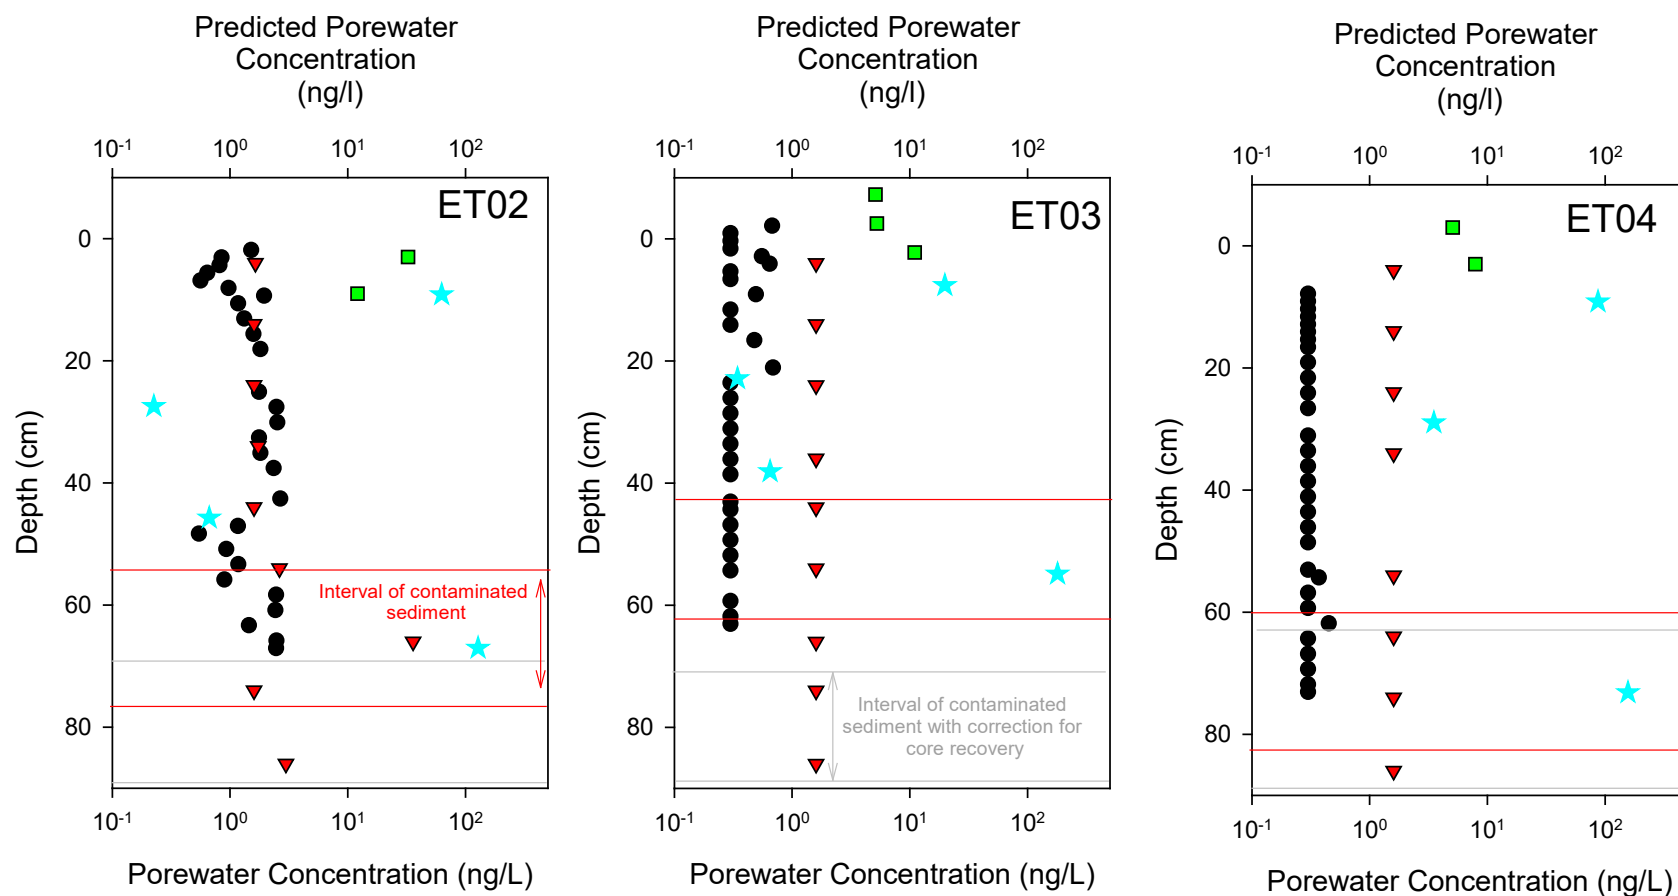 Predicted Porewater
Concentration
(ng/l)
10-1 100 101 102
ET02
0
20
40
60
80
Depth (cm)
Interval of contaminated
sediment
10-1 100 101 102
Porewater Concentration (ng/L)
Predicted Porewater
Concentration
(ng/l)
10-1 100 101 102
ET03
0
20
40
60
80
Depth (cm)
Interval of contaminated
sediment with correction for
core recovery
10-1 100 101 102
Porewater Concentration (ng/L)
Predicted Porewater
Concentration
(ng/l)
10-1 100 101 102
ET04
0
20
40
60
80
Depth (cm)
10-1 100 101 102
Porewater Concentration (ng/L)